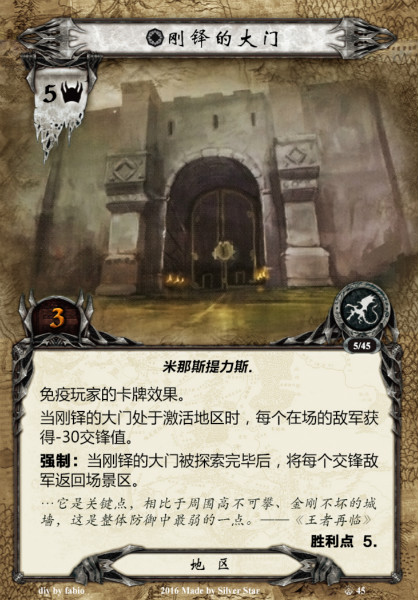 刚铎的大门
5
3
5/45
米那斯提力斯.
免疫玩家的卡牌效果。
当刚铎的大门处于激活地区时，每个在场的敌军获
得-30交锋值。
强制：当刚铎的大门被探索完毕后，将每个交锋敌
军返回场景区。
…它是关键点，相比于周围高不可攀、金刚不坏的城
墙，这是整体防御中最弱的一点。——《王者再临》
胜利点 5.
地 区
diy by fabio
2016 Made by Silver Star
45